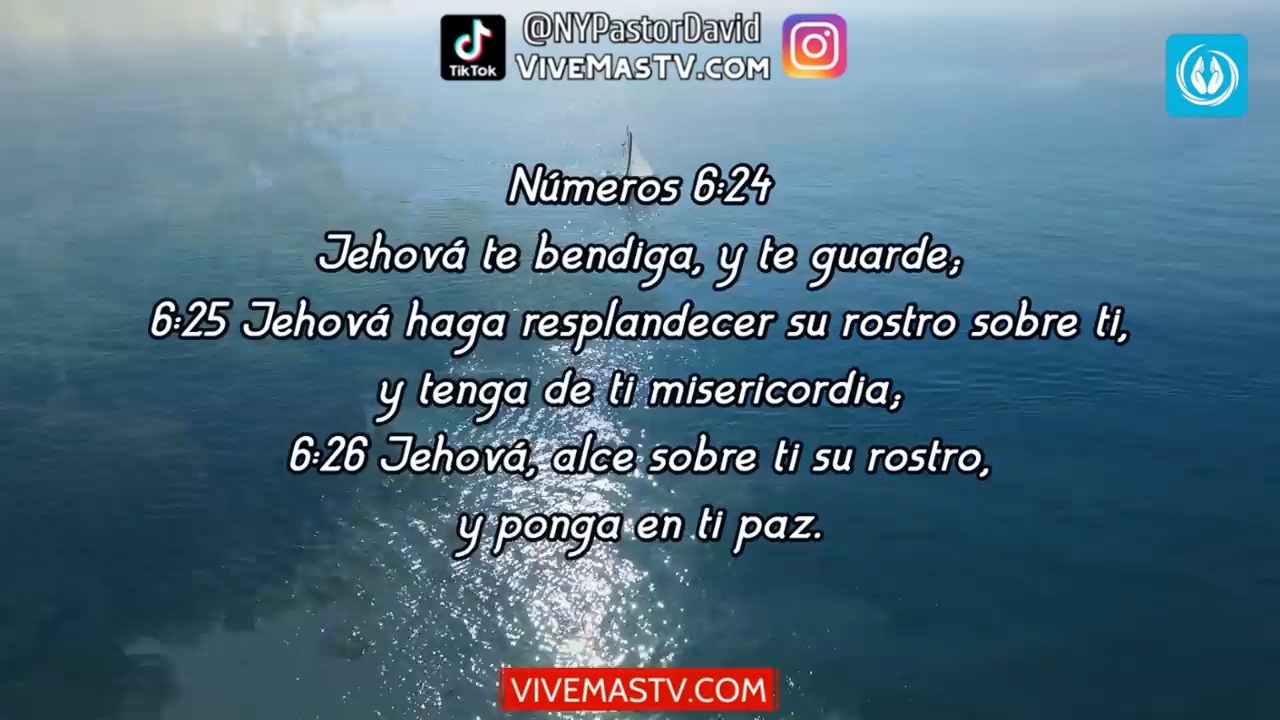 TikTok
@NYPastorDavid
VIVEMASTV.COM
Números 6:24
Jehová te bendiga, y te guarde;
6:25 Jehová haga resplandecer su rostro sobre ti,
y tenga de ti misericordia;
6:26 Jehová, alce sobre ti su rostro,
y ponga en ti paz.
VIVEMASTV.COM